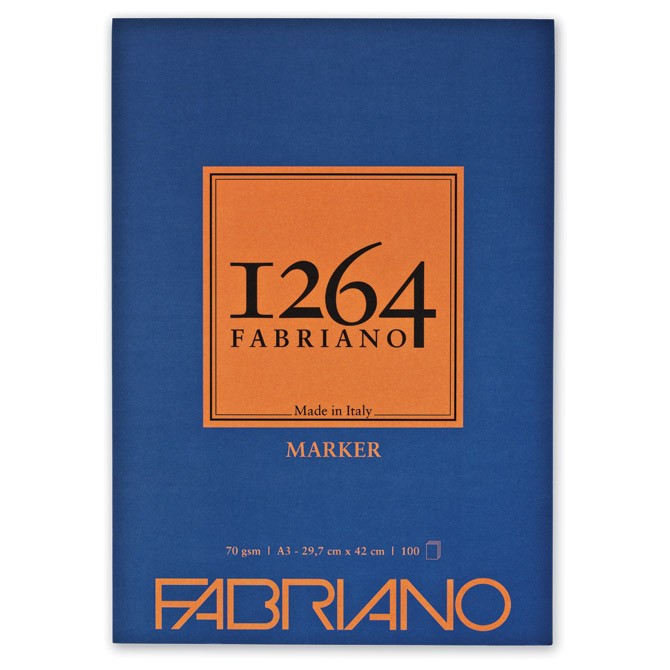 1264
FABRIANO
Made in Italy
MARKER
70 gsm | A3 - 29,7 cm x 42 cm | 100
FABRIANO